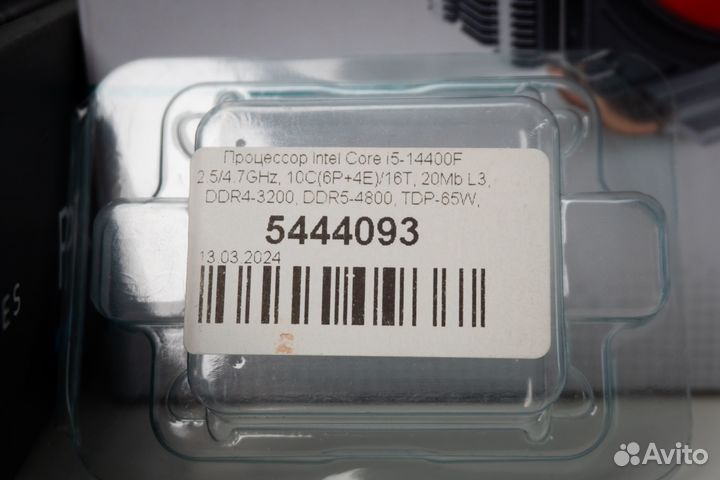 Процессор Intel Core i5-14400F
2.5/4.7GHz, 10C(6P+4E)/16T, 20Mb L3,
DDR4-3200, DDR5-4800, TDP-65W,
5444093
13.03.2024
ES
Avito